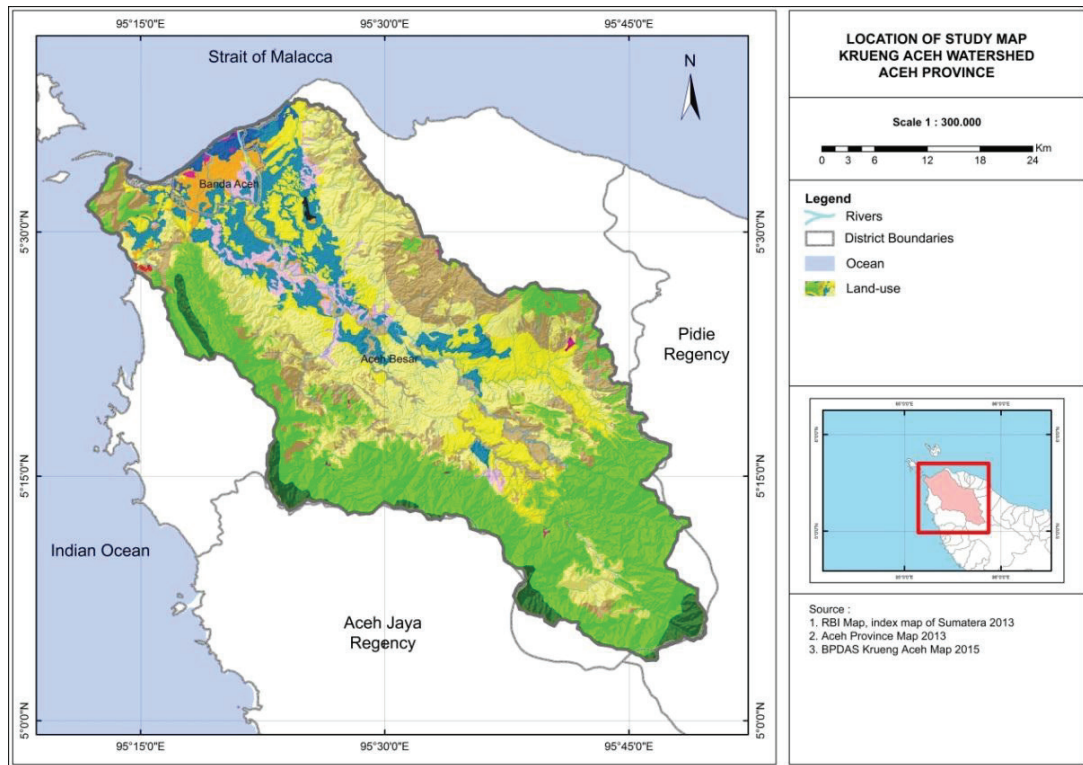 95°15'0"E 95°30'0"E 95°45'0"E
Strait of Malacca
N
Banda Aceh
5°30'0"N 5°30'0"N
Pidie
Regency
Aceh Besar
5°15'0"N 5°15'0"N
Indian Ocean
Aceh Jaya
Regency
5°0'0"N 5°0'0"N
95°15'0"E 95°30'0"E 95°45'0"E
LOCATION OF STUDY MAP
KRUENG ACEH WATERSHED
ACEH PROVINCE
Scale 1 : 300.000
Km
0 3 6 12 18 24
Legend
Rivers
District Boundaries
Ocean
Land-use
Source :
1. RBI Map, index map of Sumatera 2013
2. Aceh Province Map 2013
3. BPDAS Krueng Aceh Map 2015